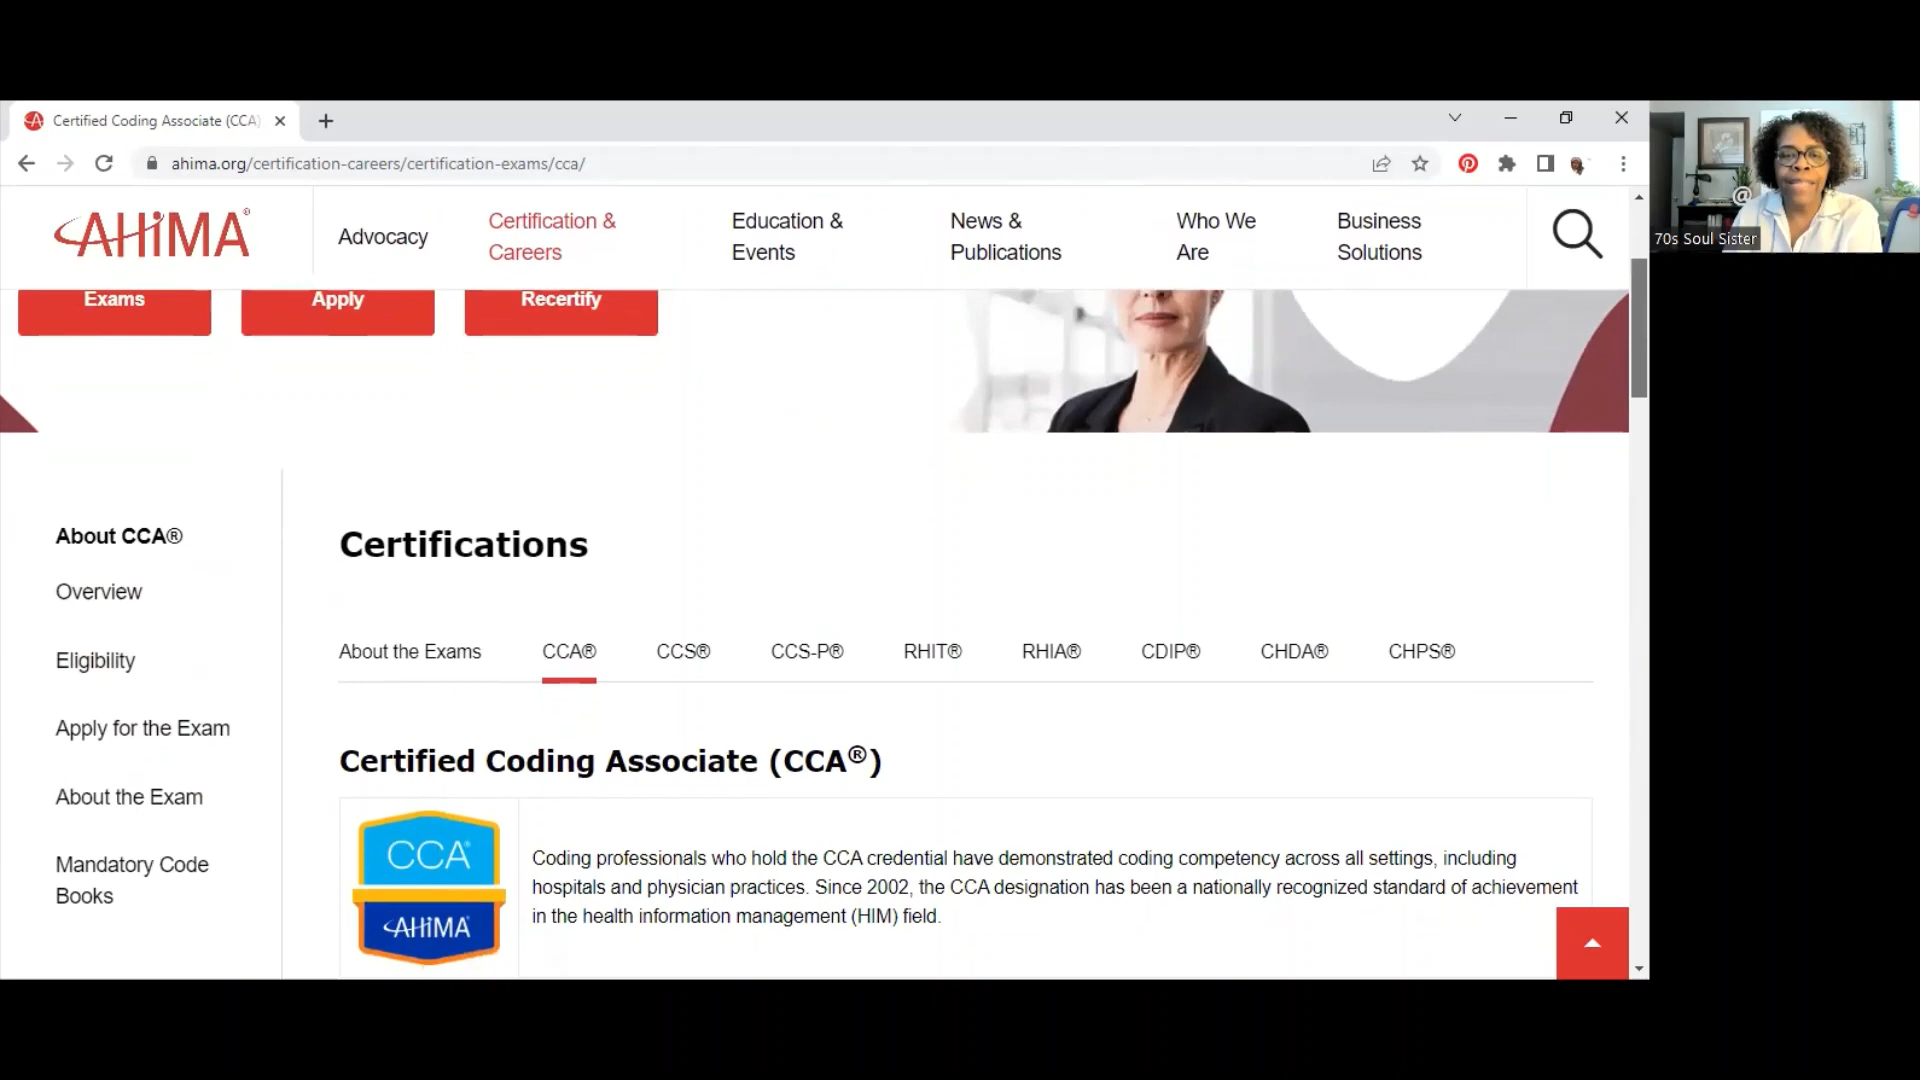 Certified Coding Associate (CCA)
ahima.org/certification-careers/certification-exams/cca/
AHiMA®
Advocacy
Certification &
Careers
Education &
Events
News &
Publications
Who We
Are
Business
Solutions
70s Soul Sister
Exams
Apply
Recertify
About CCA®
Overview
Eligibility
Apply for the Exam
About the Exam
Mandatory Code
Books
Certifications
About the Exams CCA® CCS® CCS-P® RHIT® RHIA® CDIP® CHDA® CHPS®
Certified Coding Associate (CCA®)
CCA®
AHiMA
Coding professionals who hold the CCA credential have demonstrated coding competency across all settings, including
hospitals and physician practices. Since 2002, the CCA designation has been a nationally recognized standard of achievement
in the health information management (HIM) field.